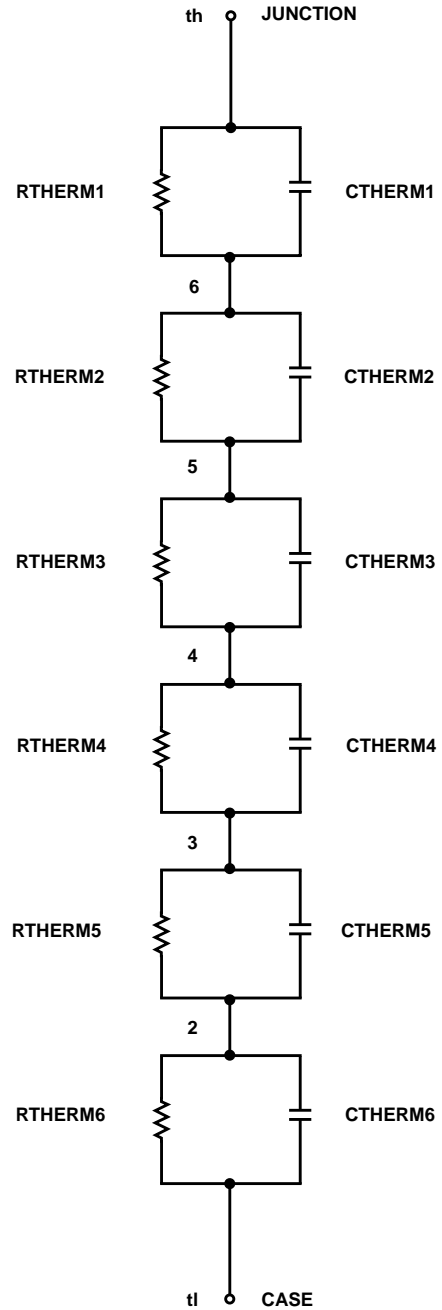 th JUNCTION
RTHERM1 CTHERM1
6
RTHERM2 CTHERM2
5
RTHERM3 CTHERM3
4
RTHERM4 CTHERM4
3
RTHERM5 CTHERM5
2
RTHERM6 CTHERM6
tl CASE